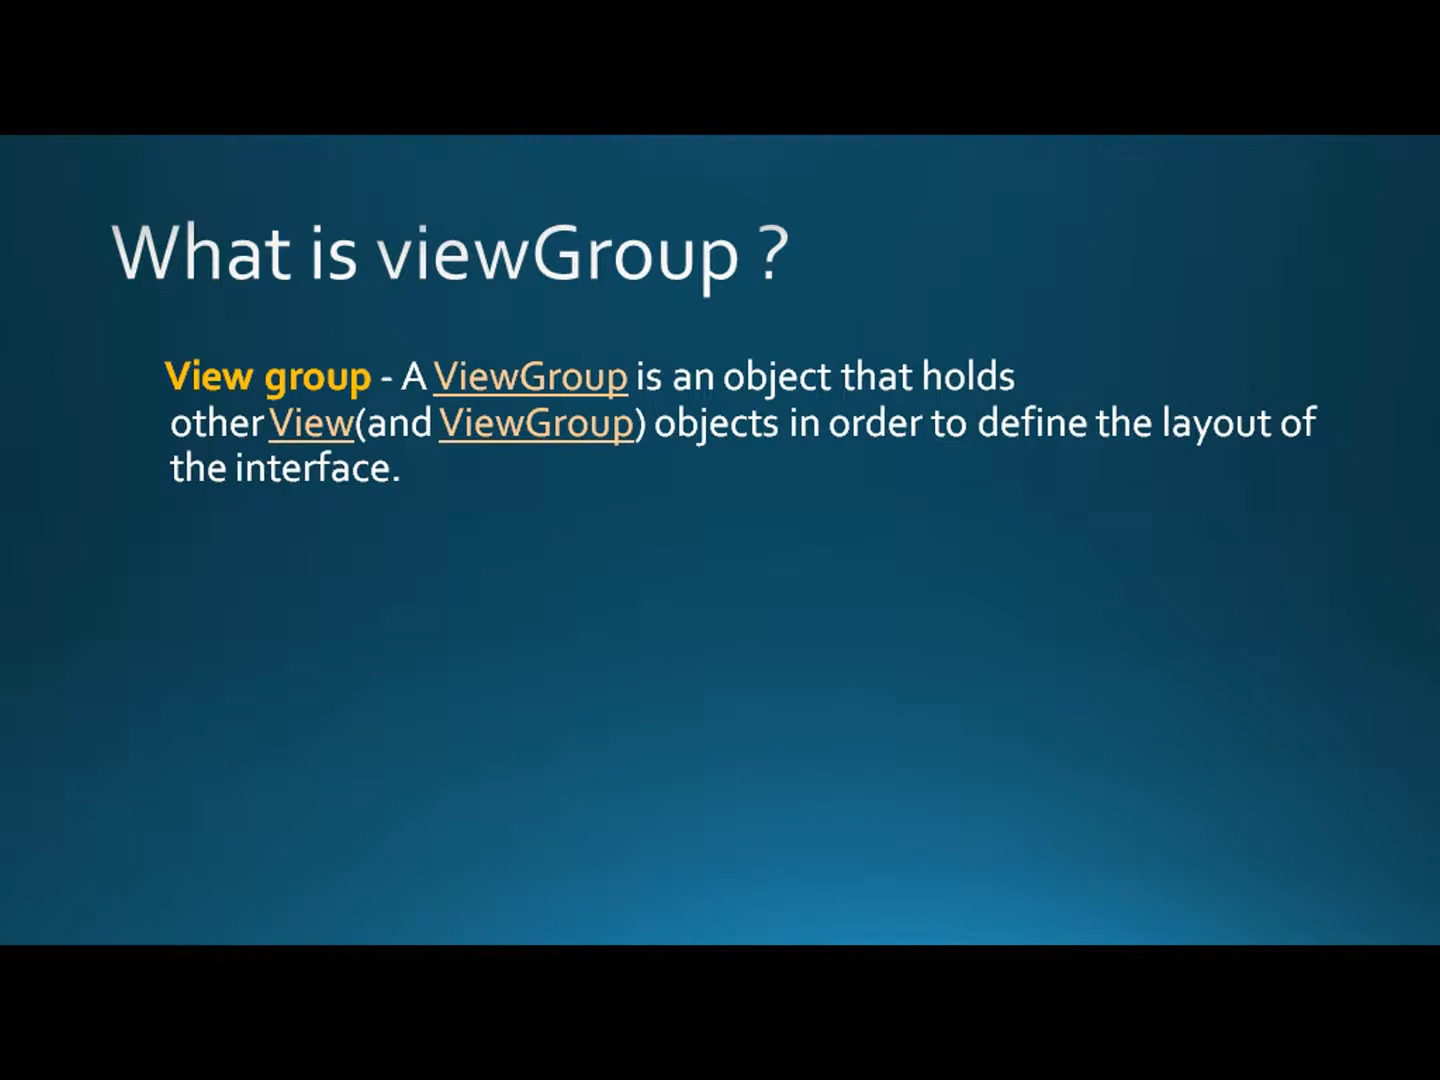 What is viewGroup ?
View group - A ViewGroup is an object that holds
other View(and ViewGroup) objects in order to define the layout of
the interface.